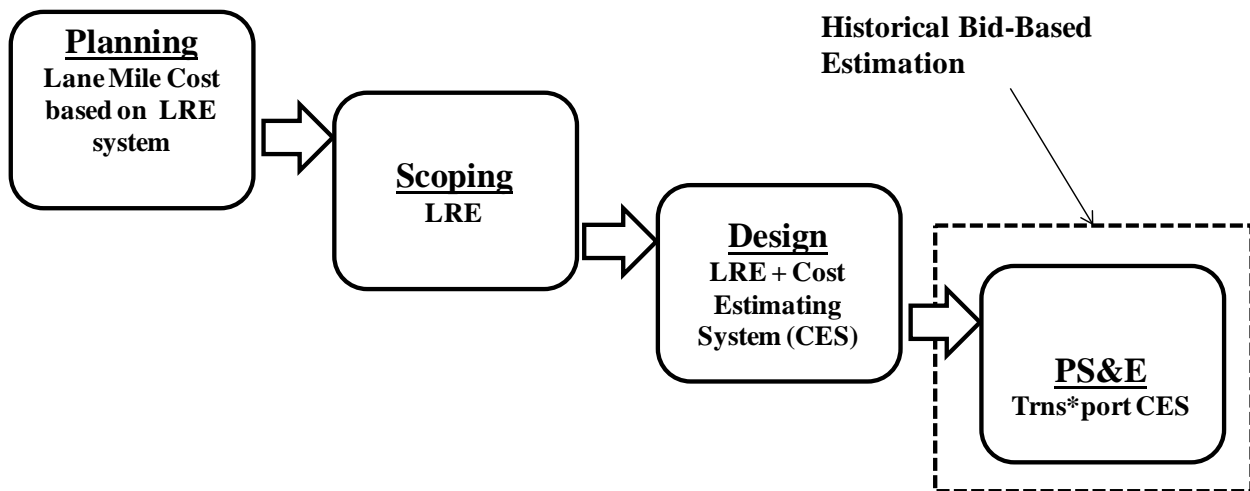 Planning
Lane Mile Cost
based on LRE
system
Historical Bid-Based
Estimation
Scoping
LRE
Design
LRE + Cost
Estimating
System (CES)
PS&E
Trns*port CES